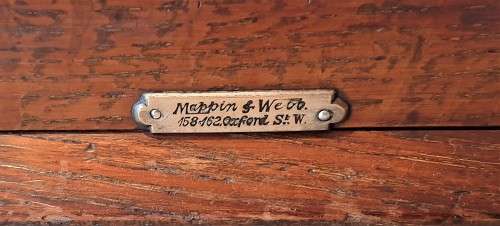 Mappin & Webb.
158-162.Oxford St. W.